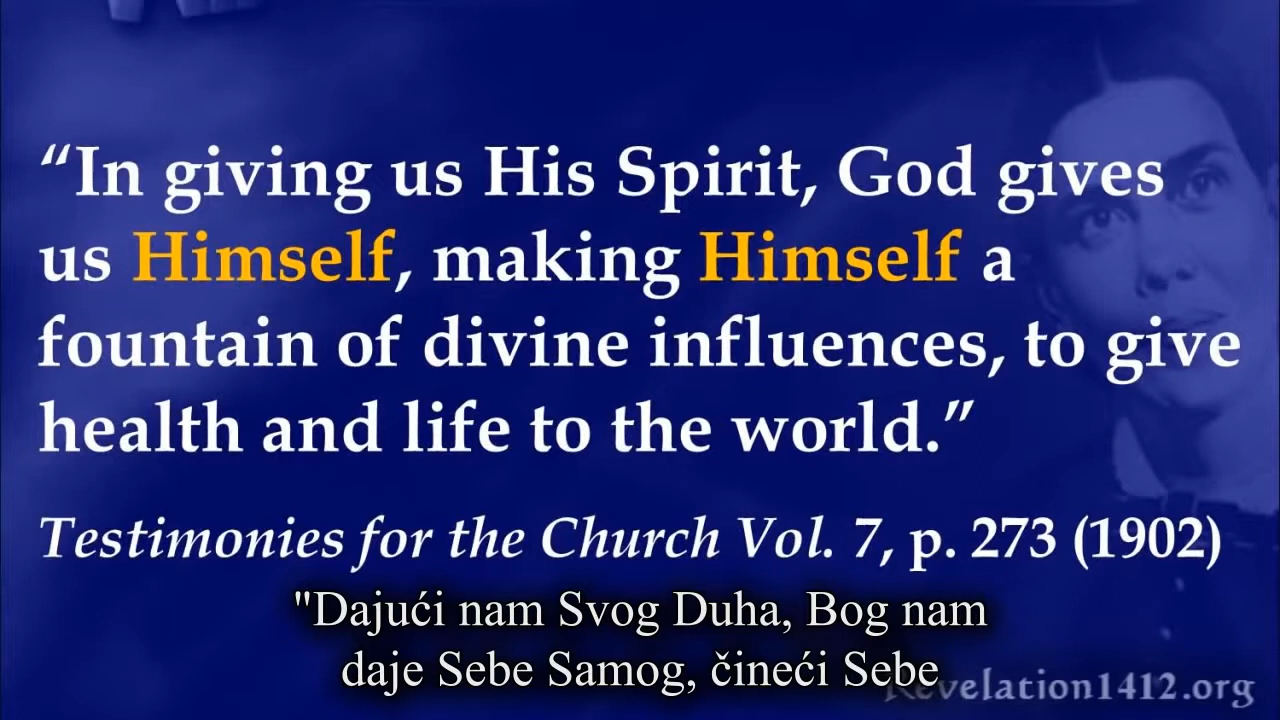 “In giving us His Spirit, God gives
us Himself, making Himself a
fountain of divine influences, to give
health and life to the world.”
Testimonies for the Church Vol. 7, p. 273 (1902)
"Dajući nam Svog Duha, Bog nam
daje Sebe Samog, čineći Sebe
Revelation1412.org